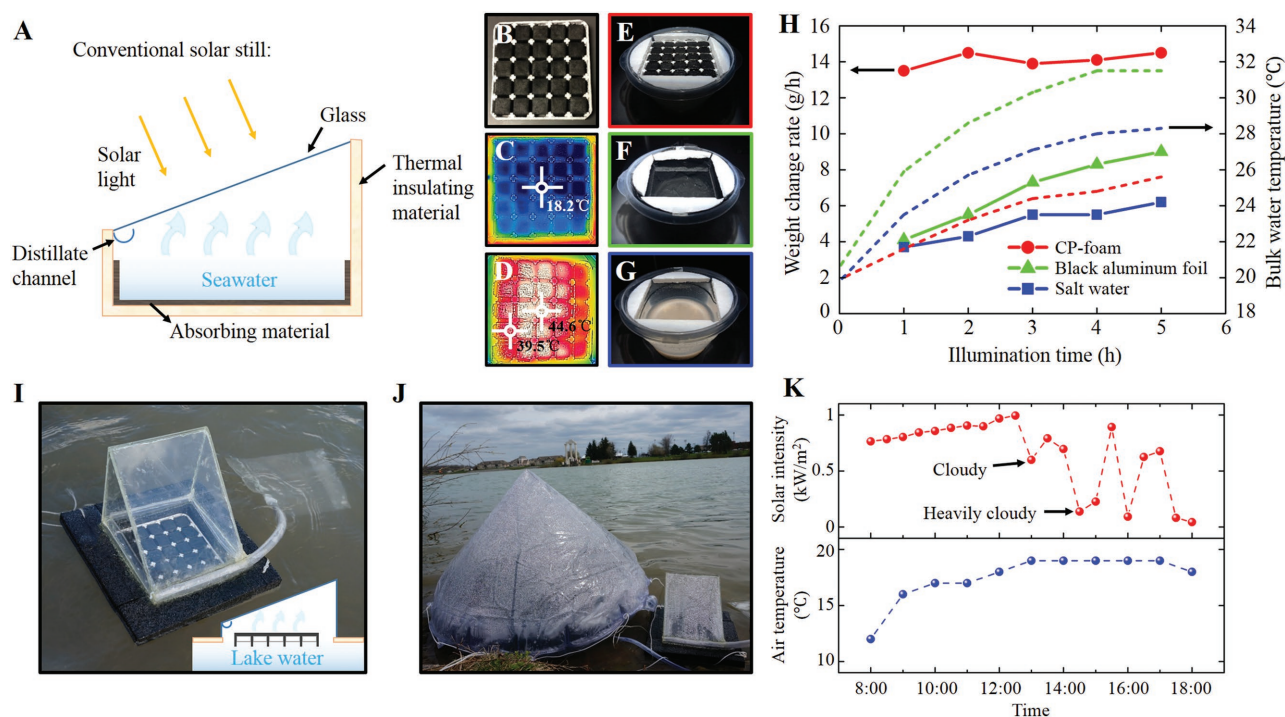 A
Conventional solar still:
Glass
Solar
light
Thermal
insulating
material
Distillate
channel
Seawater
Absorbing material
B
C
18.2℃
D
44.6℃
39.5℃
E
F
G
H
16
14
12
10
8
6
4
2
0
Weight change rate (g/h)
34
32
30
28
26
24
22
20
18
Bulk water temperature (°C)
CP-foam
Black aluminum foil
Salt water
0 1 2 3 4 5 6
Illumination time (h)
I
Lake water
J
K
1
0.5
0
Solar intensity
(kW/m²)
Cloudy
Heavily cloudy
20
15
10
Air temperature
(°C)
8:00 10:00 12:00 14:00 16:00 18:00
Time